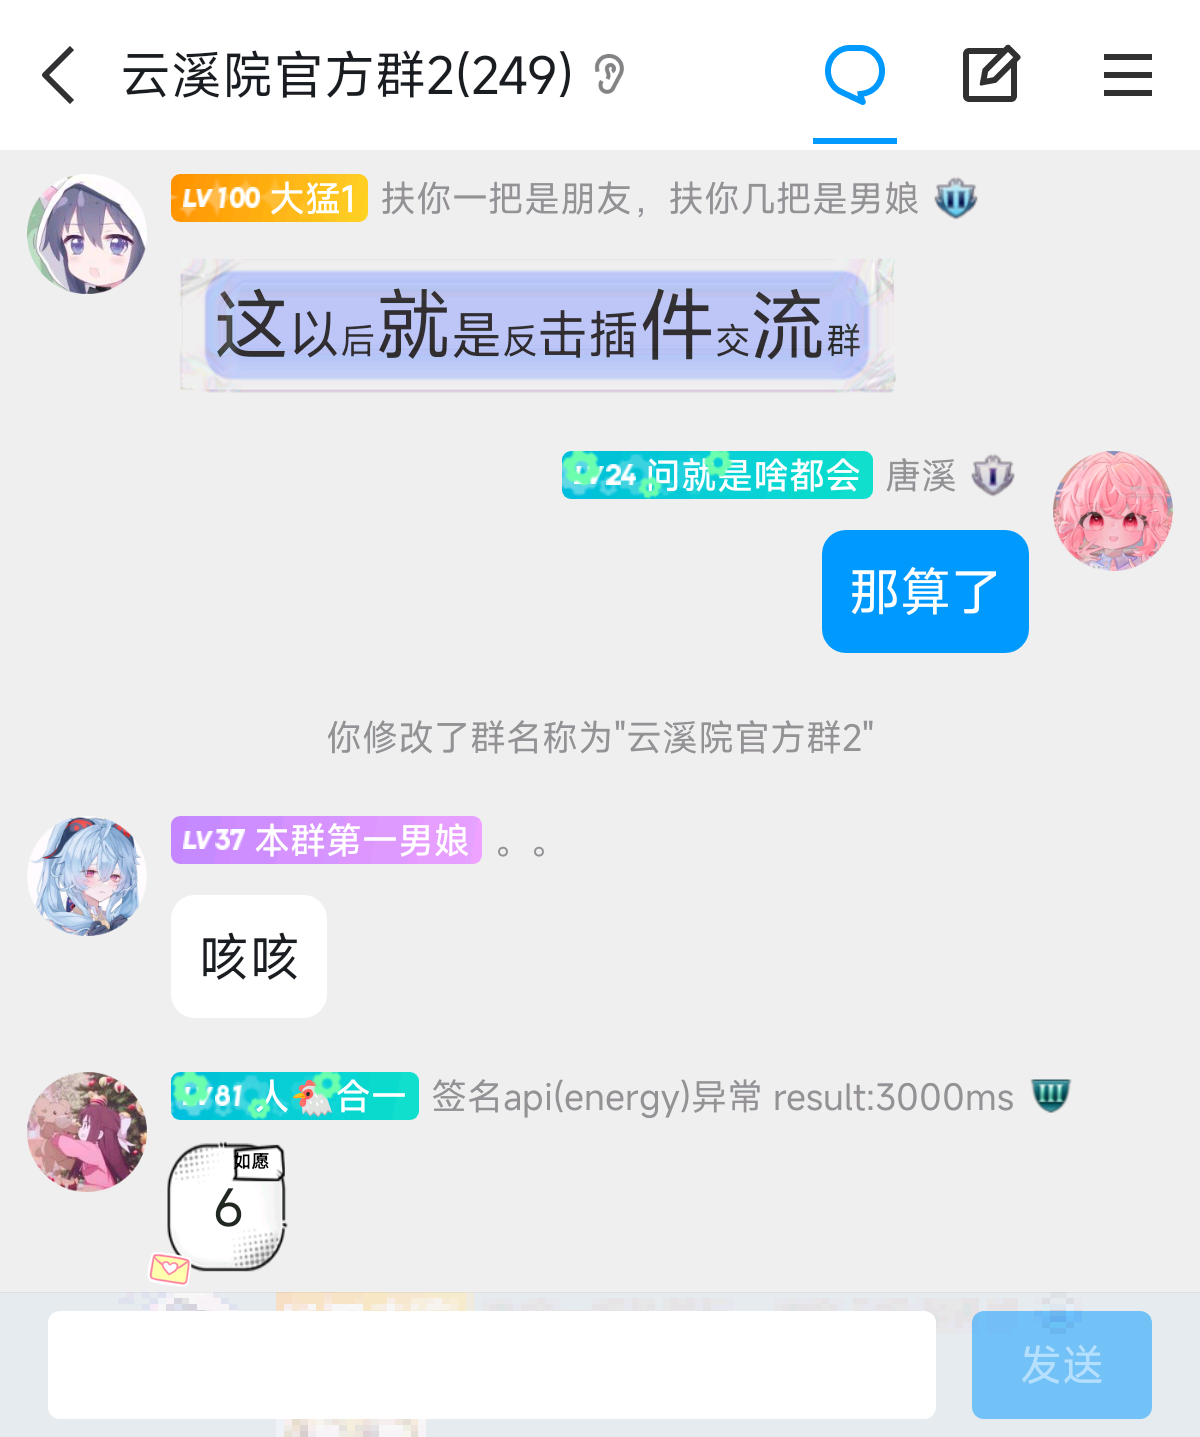 云溪院官方群2(249)
LV100 大猛1 扶你一把是朋友，扶你几把是男娘
这以后就是反击插件交流群
LV24 问就是啥都会 唐溪
那算了
你修改了群名称为"云溪院官方群2"
LV37 本群第一男娘 。。
咳咳
LV81 人🐔合一 签名api(energy)异常 result:3000ms
如愿
6
发送